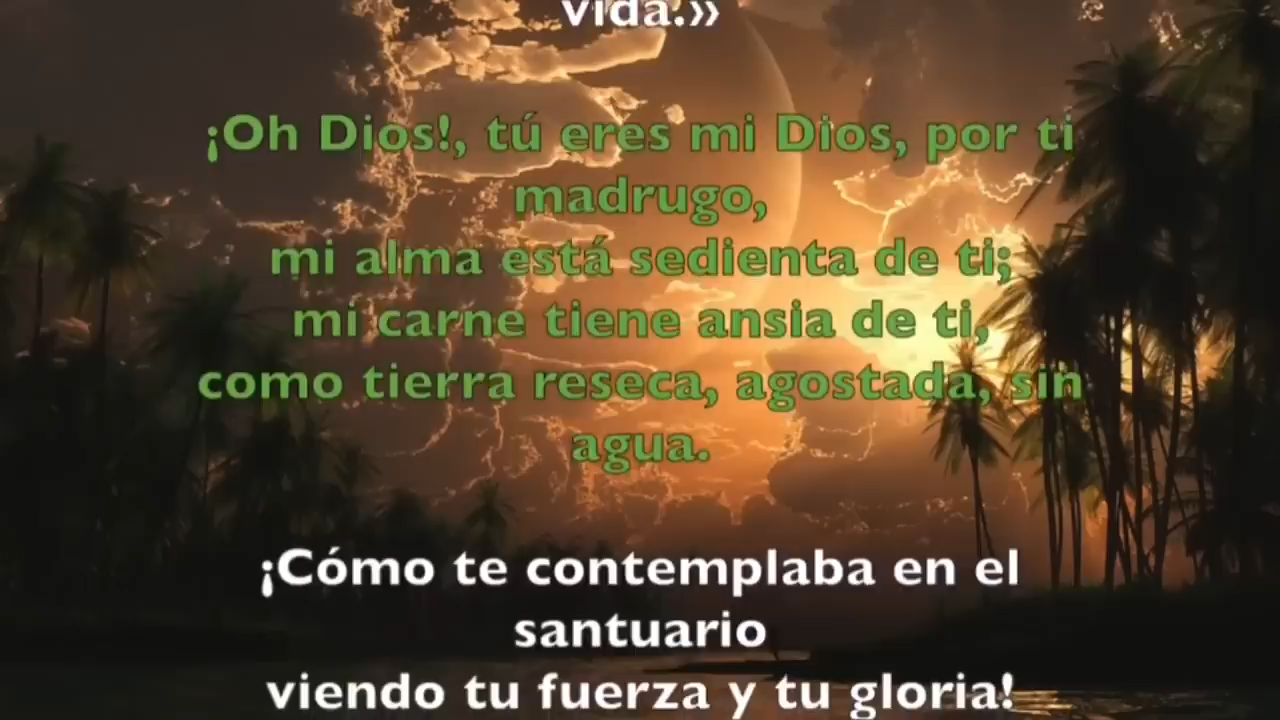 vida.»
¡Oh Dios!, tú eres mi Dios, por ti
madrugo,
mi alma está sedienta de ti;
mi carne tiene ansia de ti,
como tierra reseca, agostada, sin
agua.
¡Cómo te contemplaba en el
santuario
viendo tu fuerza y tu gloria!